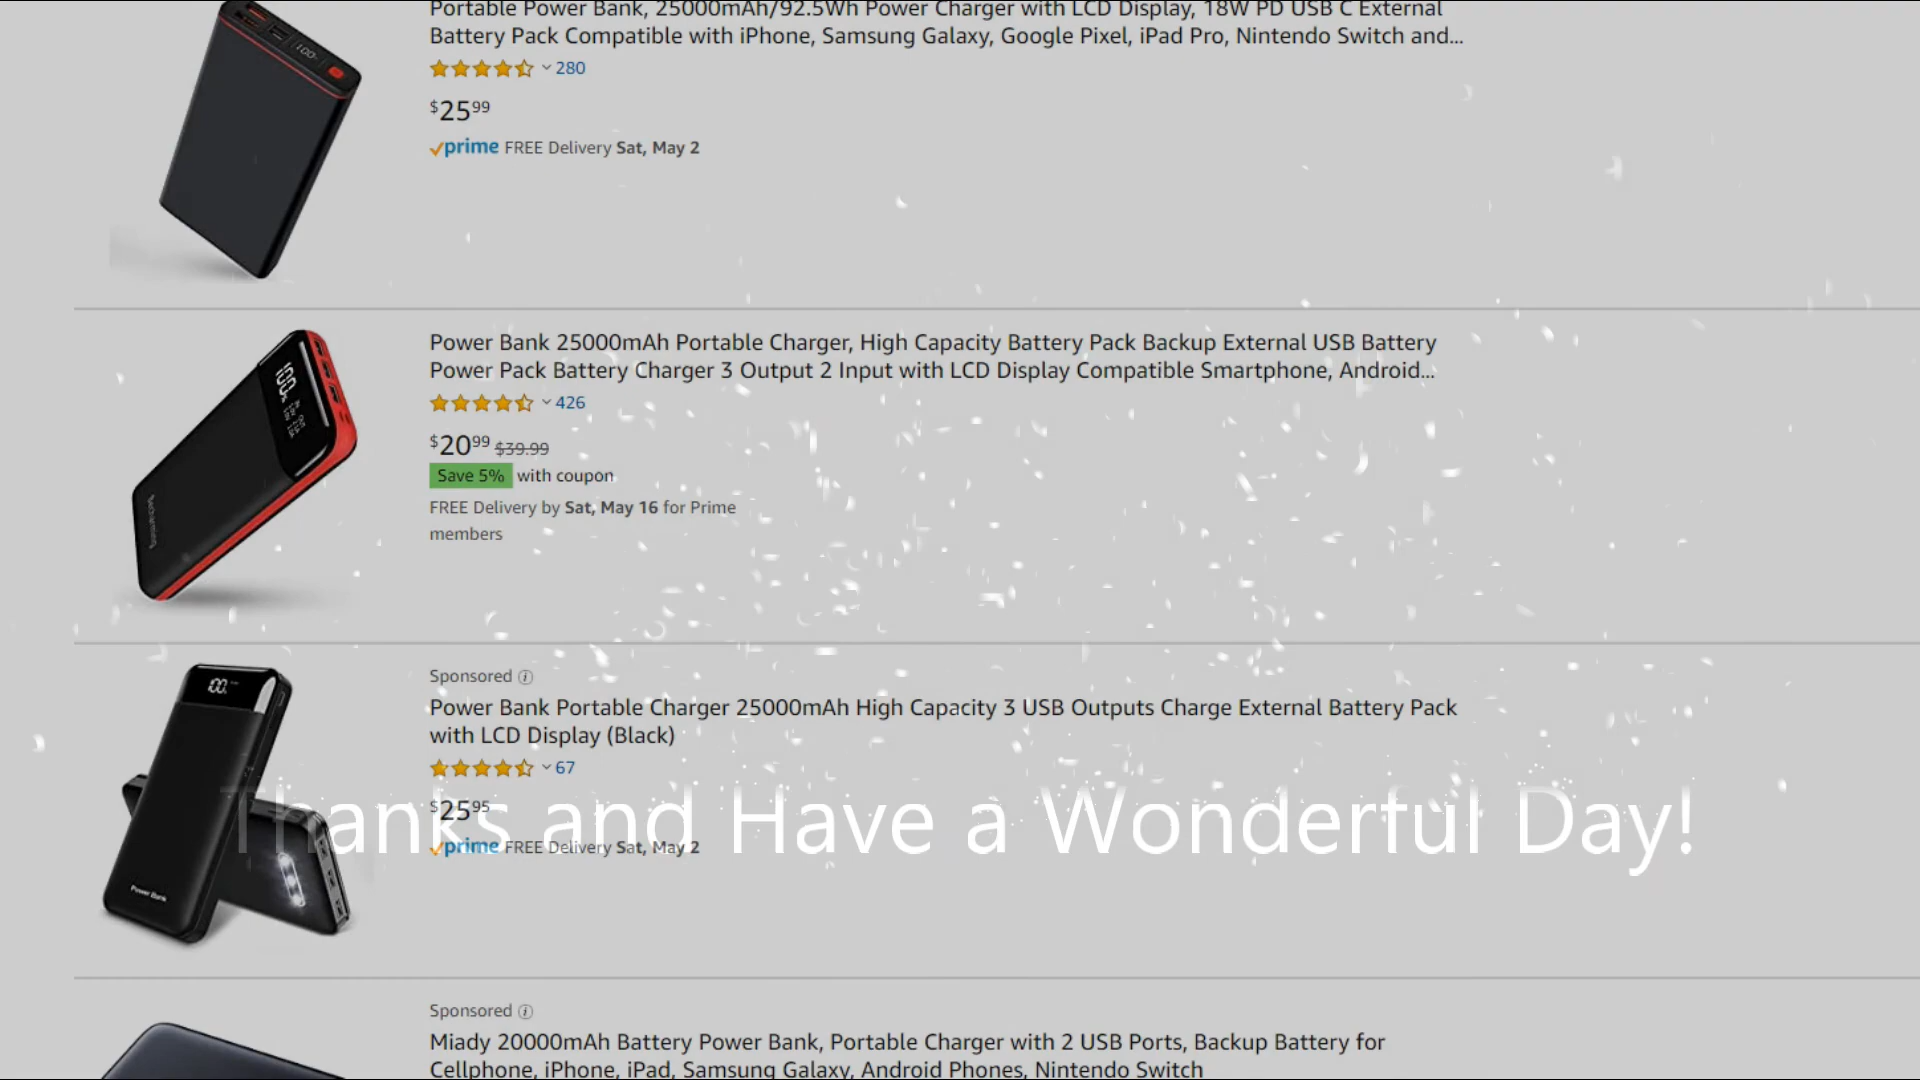 Portable Power Bank, 25000mAh/92.5Wh Power Charger with LCD Display, 18W PD USB C External
Battery Pack Compatible with iPhone, Samsung Galaxy, Google Pixel, iPad Pro, Nintendo Switch and...
280
$25.99
prime FREE Delivery Sat, May 2
100
Power Bank 25000mAh Portable Charger, High Capacity Battery Pack Backup External USB Battery
Power Pack Battery Charger 3 Output 2 Input with LCD Display Compatible Smartphone, Android...
426
$20.99 $39.99
Save 5% with coupon
FREE Delivery by Sat, May 16 for Prime
members
100%
Sponsored
Power Bank Portable Charger 25000mAh High Capacity 3 USB Outputs Charge External Battery Pack
with LCD Display (Black)
67
$25.95
prime FREE Delivery Sat, May 2
100
Power Bank
Thanks and Have a Wonderful Day!
Sponsored
Miady 20000mAh Battery Power Bank, Portable Charger with 2 USB Ports, Backup Battery for
Cellphone, iPhone, iPad, Samsung Galaxy, Android Phones, Nintendo Switch